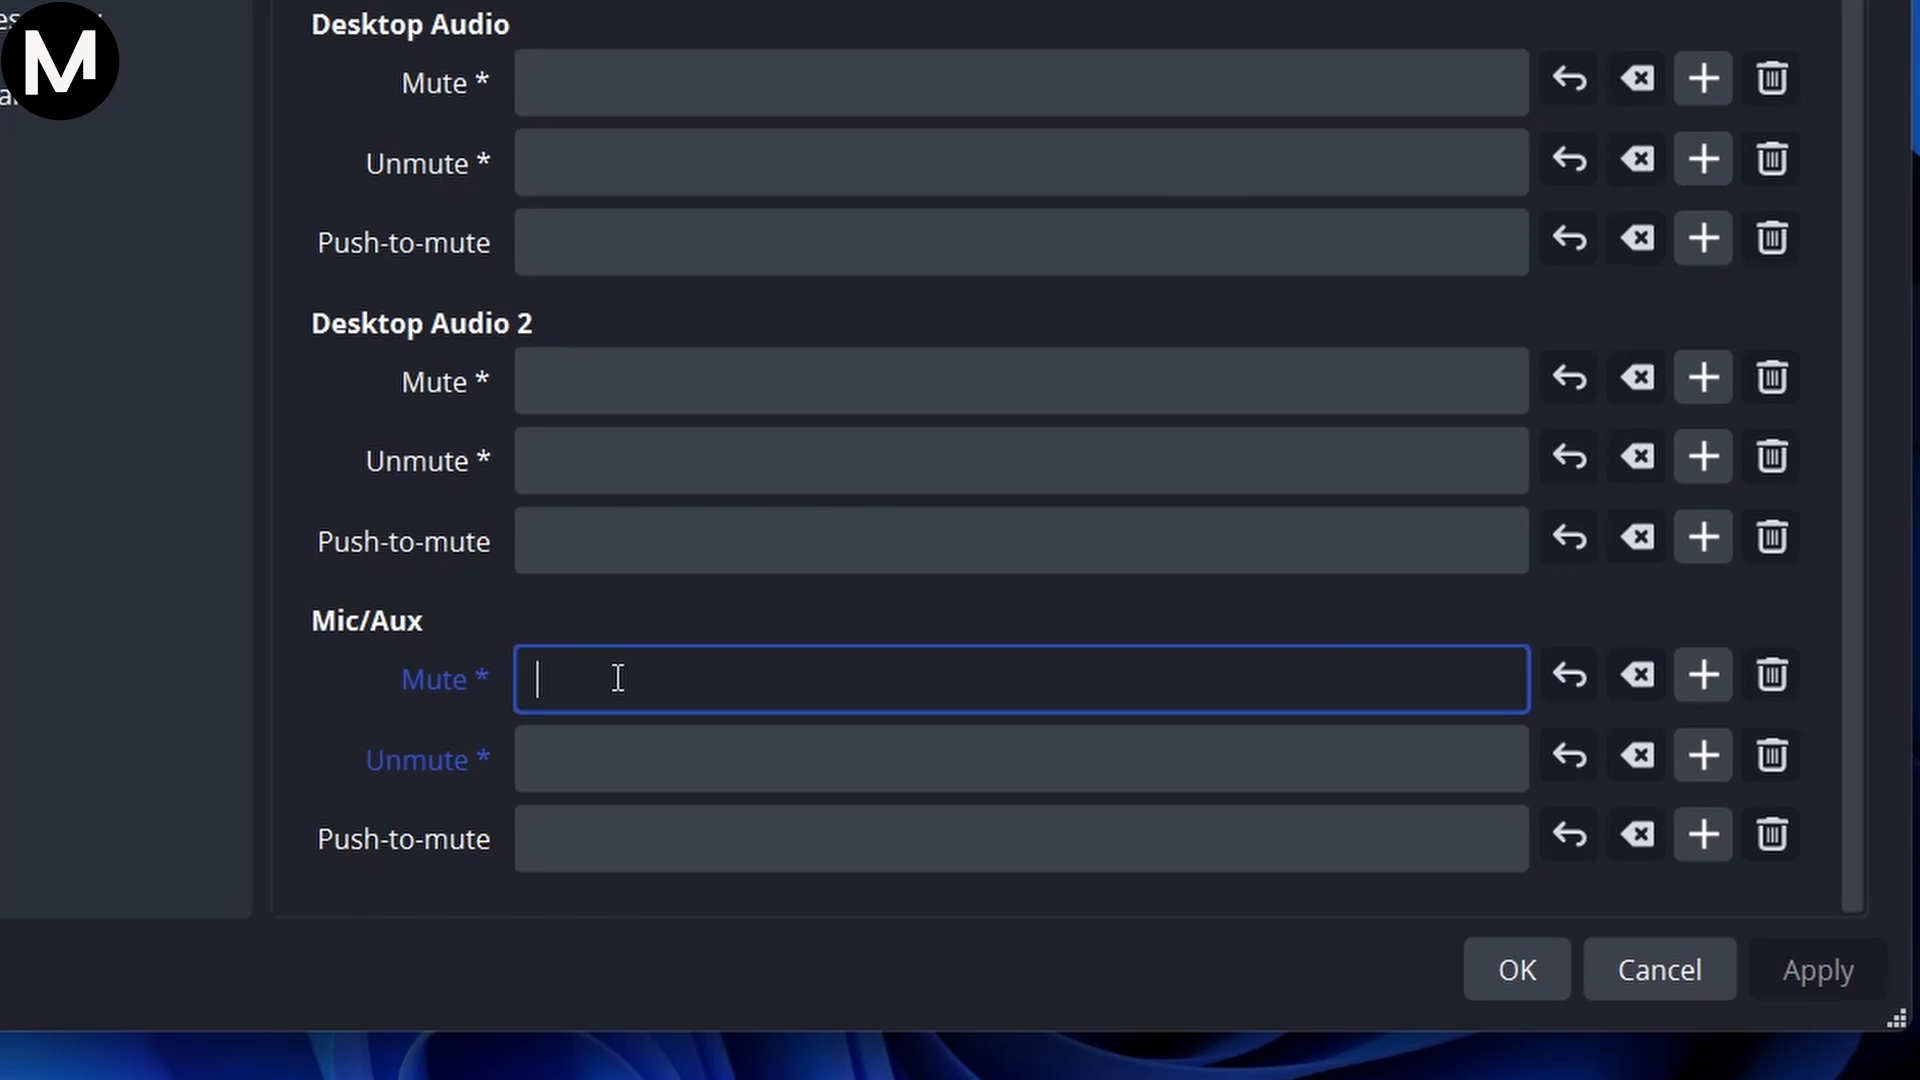 M
Desktop Audio
Mute *
Unmute *
Push-to-mute
Desktop Audio 2
Mute *
Unmute *
Push-to-mute
Mic/Aux
Mute *
Unmute *
Push-to-mute
OK Cancel Apply